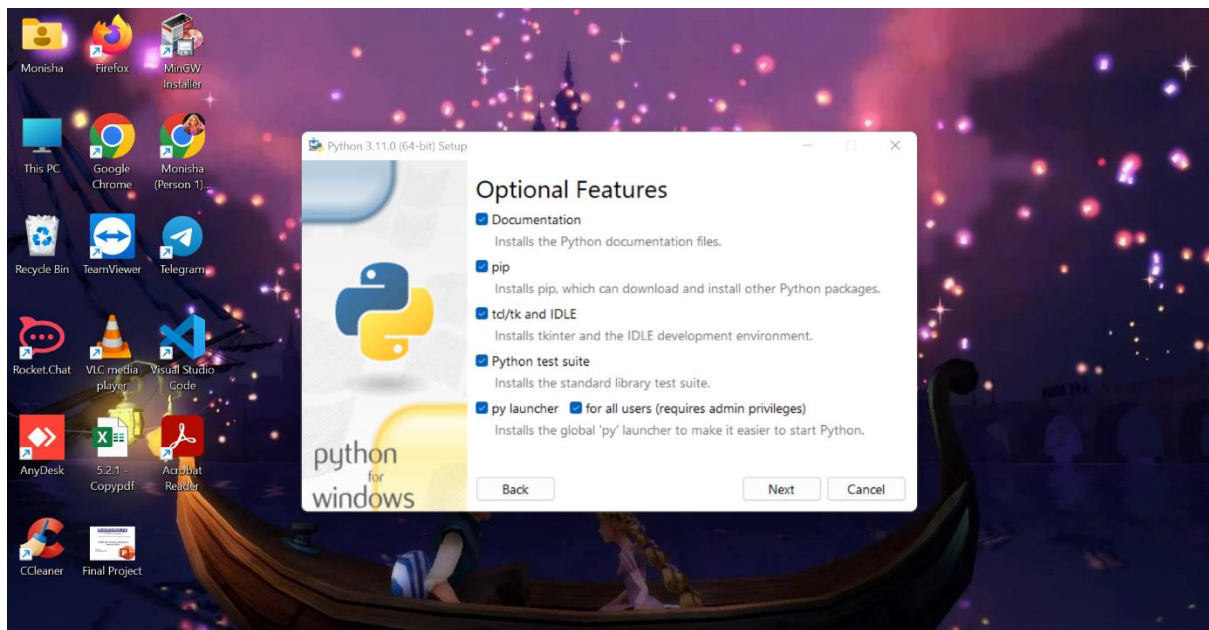 Monisha
Firefox
MinGW
Installer
This PC
Google
Chrome
Monisha
(Person 1)...
Recycle Bin
TeamViewer
Telegram
Rocket.Chat
VLC media
player
Visual Studio
Code
AnyDesk
5.2.1 -
Copypdf
Acrobat
Reader
CCleaner
Final Project
Python 3.11.0 (64-bit) Setup
Optional Features
Documentation
Installs the Python documentation files.
pip
Installs pip, which can download and install other Python packages.
tcl/tk and IDLE
Installs tkinter and the IDLE development environment.
Python test suite
Installs the standard library test suite.
py launcher for all users (requires admin privileges)
Installs the global 'py' launcher to make it easier to start Python.
python
for
windows
Back Next Cancel